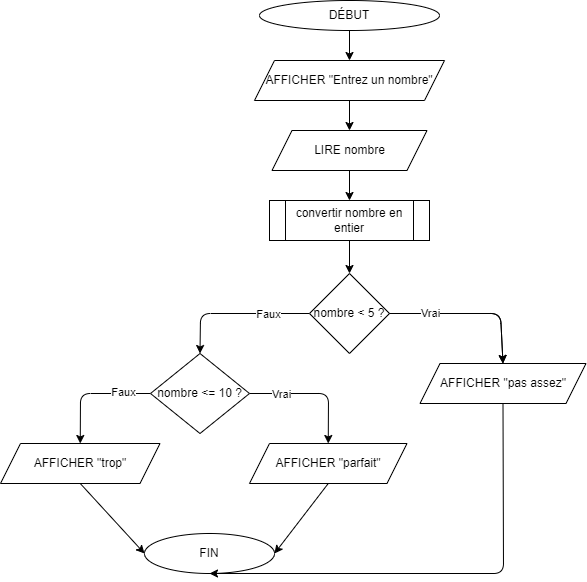 DÉBUT
AFFICHER "Entrez un nombre"
LIRE nombre
convertir nombre en
entier
nombre < 5 ?
Faux
Vrai
nombre <= 10 ?
Faux
Vrai
AFFICHER "pas assez"
AFFICHER "trop"
AFFICHER "parfait"
FIN